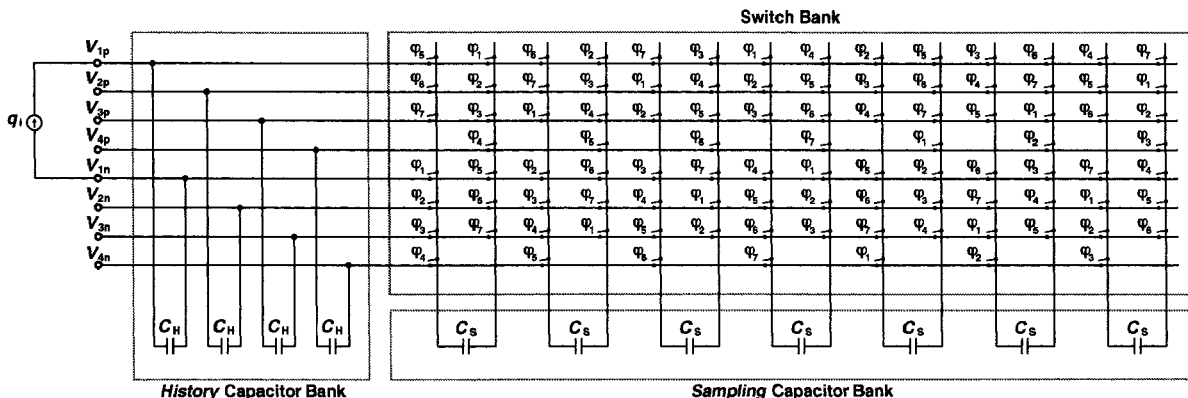 Switch Bank
V1p φ5 φ1 φ6 φ2 φ7 φ3 φ1 φ4 φ2 φ5 φ3 φ6 φ4 φ7
V2p φ6 φ2 φ7 φ3 φ1 φ4 φ2 φ5 φ3 φ6 φ4 φ7 φ5 φ1
V3p φ7 φ3 φ1 φ4 φ2 φ5 φ3 φ6 φ4 φ7 φ5 φ1 φ6 φ2
qi
V4p φ4 φ5 φ6 φ7 φ1 φ2 φ3
V1n φ1 φ5 φ2 φ6 φ3 φ7 φ4 φ1 φ5 φ2 φ6 φ3 φ7 φ4
V2n φ2 φ6 φ3 φ7 φ4 φ1 φ5 φ2 φ6 φ3 φ7 φ4 φ1 φ5
V3n φ3 φ7 φ4 φ1 φ5 φ2 φ6 φ3 φ7 φ4 φ1 φ5 φ2 φ6
V4n φ4 φ5 φ6 φ7 φ1 φ2 φ3
CH CH CH CH CS CS CS CS CS CS CS
History Capacitor Bank
Sampling Capacitor Bank